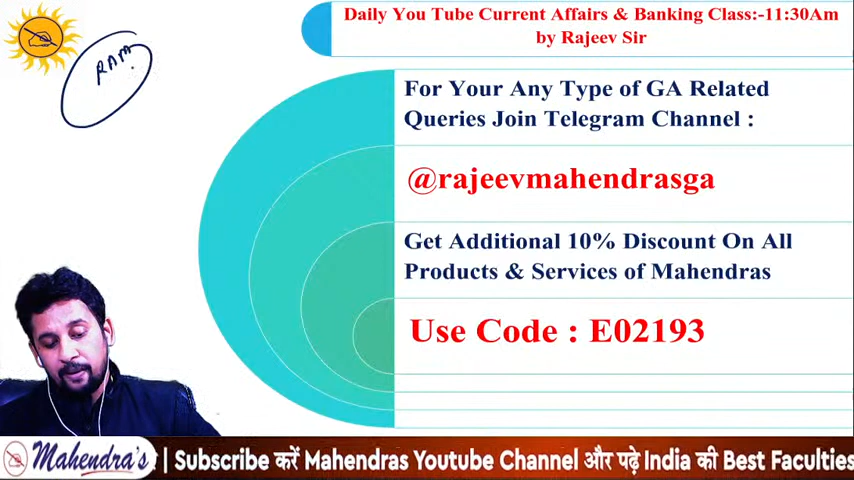 Daily You Tube Current Affairs & Banking Class:-11:30Am
by Rajeev Sir
RAM
For Your Any Type of GA Related
Queries Join Telegram Channel :
@rajeevmahendrasga
Get Additional 10% Discount On All
Products & Services of Mahendras
Use Code : E02193
Mahendra's | Subscribe करें Mahendras Youtube Channel और पढ़े India की Best Faculties